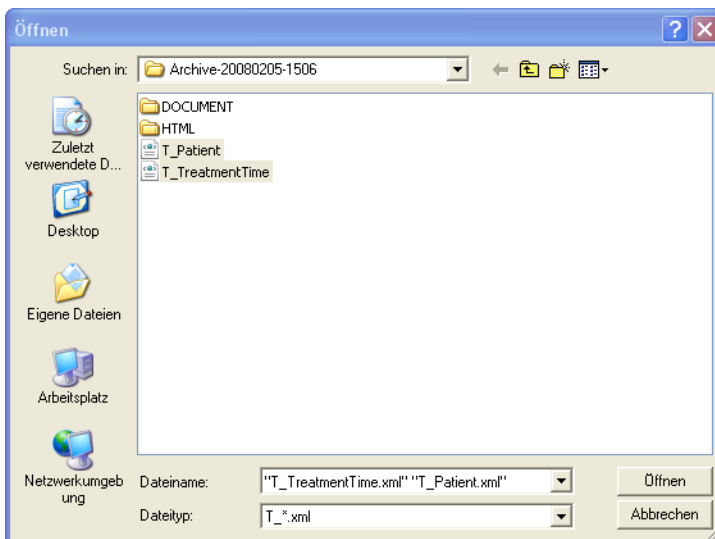 Öffnen
Suchen in: Archive-20080205-1506
Zuletzt
verwendete D...
Desktop
Eigene Dateien
Arbeitsplatz
Netzwerkumgeb
ung
DOCUMENT
HTML
T_Patient
T_TreatmentTime
Dateiname: "T_TreatmentTime.xml" "T_Patient.xml" Öffnen
Dateityp: T_*.xml Abbrechen